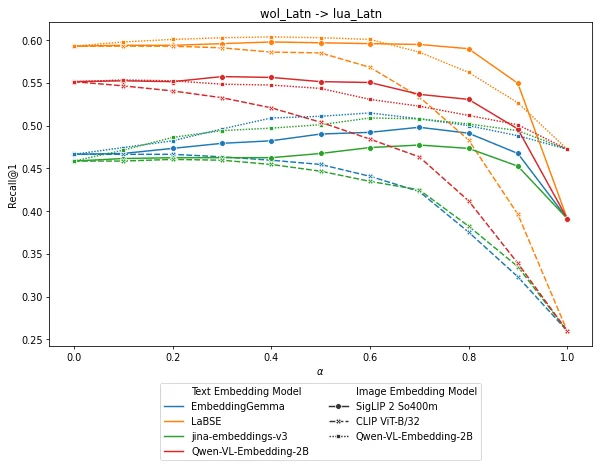 wol_Latn -> lua_Latn
0.60
0.55
0.50
0.45
0.40
0.35
0.30
0.25
Recall@1
0.0 0.2 0.4 0.6 0.8 1.0
α
Text Embedding Model
EmbeddingGemma
LaBSE
jina-embeddings-v3
Qwen-VL-Embedding-2B
Image Embedding Model
SigLIP 2 So400m
CLIP ViT-B/32
Qwen-VL-Embedding-2B